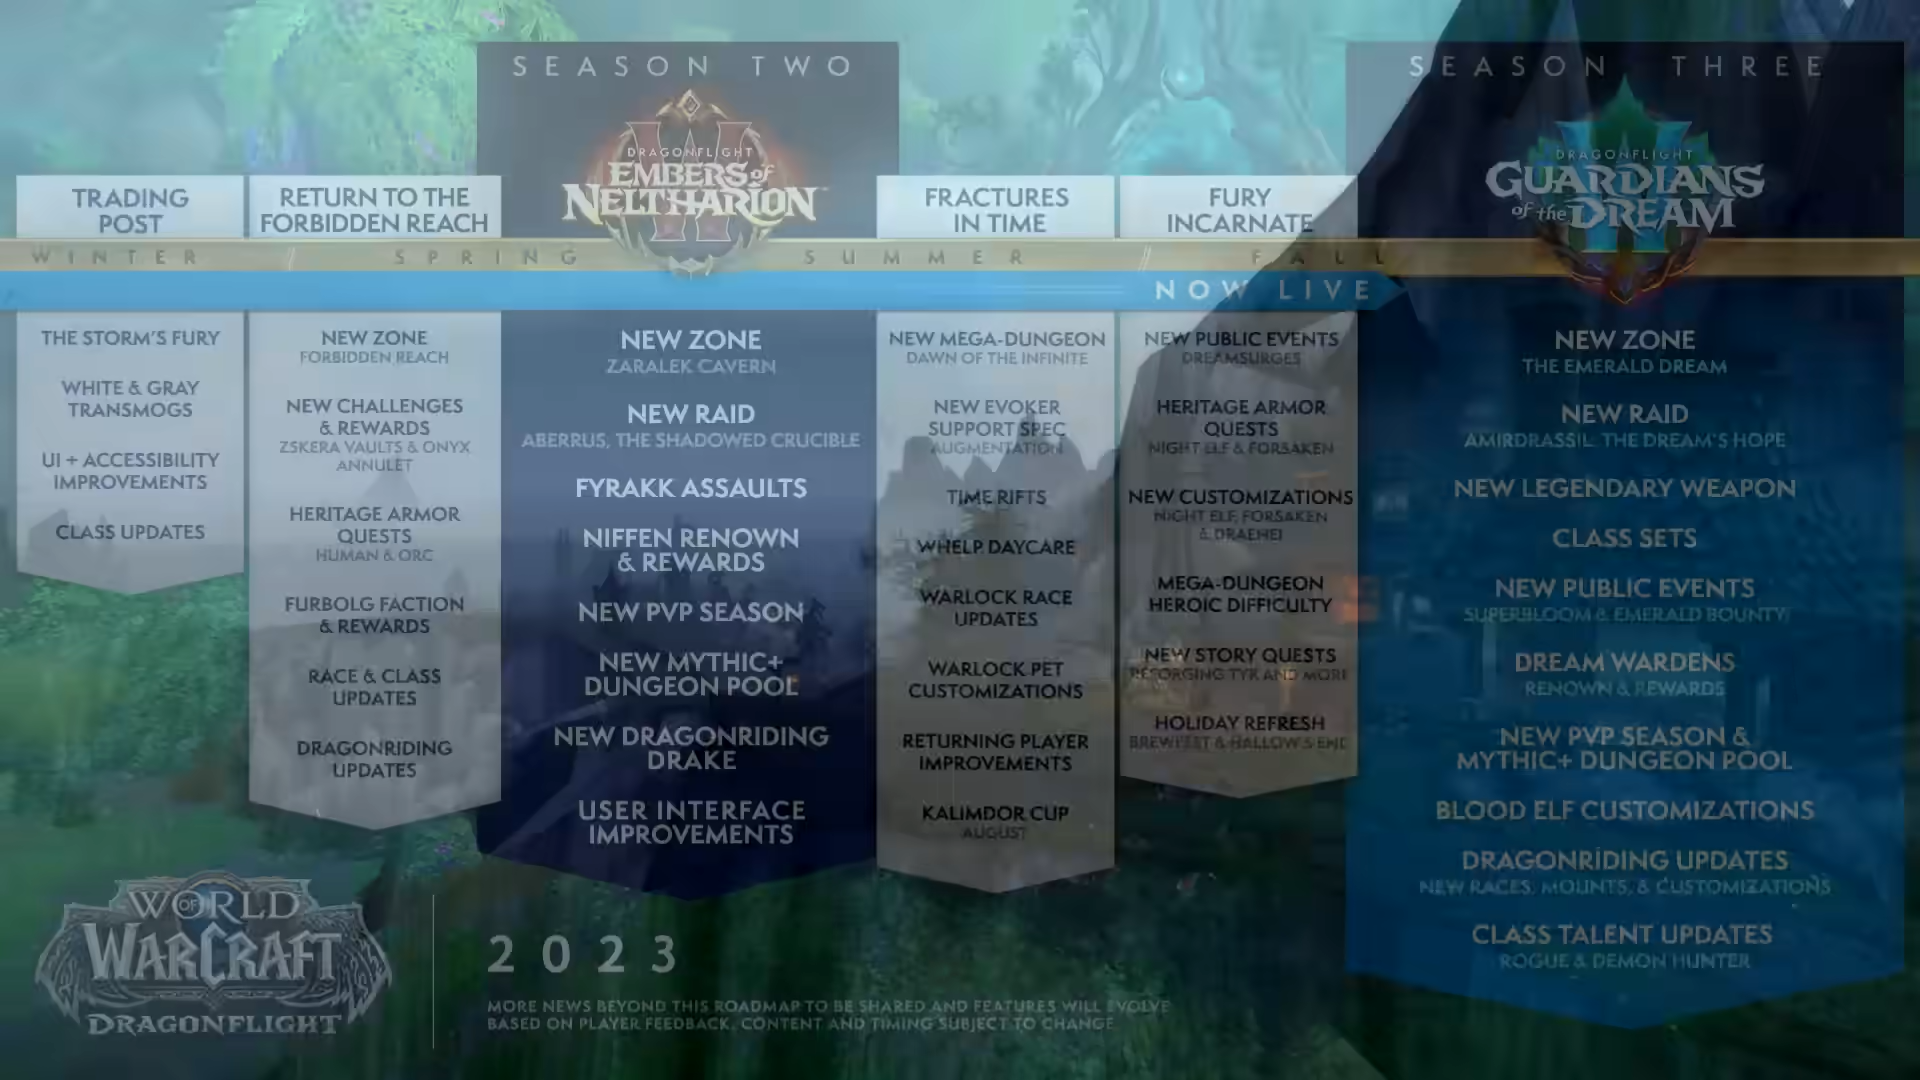 SEASON TWO
SEASON THREE
DRAGONFLIGHT
EMBERS of
NELTHARION
DRAGONFLIGHT
GUARDIANS
of the DREAM
TRADING
POST
RETURN TO THE
FORBIDDEN REACH
FRACTURES
IN TIME
FURY
INCARNATE
WINTER // SPRING SUMMER // FALL
NOW LIVE
THE STORM'S FURY
WHITE & GRAY
TRANSMOGS
UI + ACCESSIBILITY
IMPROVEMENTS
CLASS UPDATES
NEW ZONE
FORBIDDEN REACH
NEW CHALLENGES
& REWARDS
ZSKERA VAULTS & ONYX
ANNULET
HERITAGE ARMOR
QUESTS
HUMAN & ORC
FURBOLG FACTION
& REWARDS
RACE & CLASS
UPDATES
DRAGONRIDING
UPDATES
NEW ZONE
ZARALEK CAVERN
NEW RAID
ABERRUS, THE SHADOWED CRUCIBLE
FYRAKK ASSAULTS
NIFFEN RENOWN
& REWARDS
NEW PVP SEASON
NEW MYTHIC+
DUNGEON POOL
NEW DRAGONRIDING
DRAKE
USER INTERFACE
IMPROVEMENTS
NEW MEGA-DUNGEON
DAWN OF THE INFINITE
NEW EVOKER
SUPPORT SPEC
AUGMENTATION
TIME RIFTS
WHELP DAYCARE
WARLOCK RACE
UPDATES
WARLOCK PET
CUSTOMIZATIONS
RETURNING PLAYER
IMPROVEMENTS
KALIMDOR CUP
AUGUST
NEW PUBLIC EVENTS
DREAMSURGES
HERITAGE ARMOR
QUESTS
NIGHT ELF & FORSAKEN
NEW CUSTOMIZATIONS
NIGHT ELF, FORSAKEN
& DRAENEI
MEGA-DUNGEON
HEROIC DIFFICULTY
NEW STORY QUESTS
REFORGING TYR AND MORE
HOLIDAY REFRESH
BREWFEST & HALLOW'S END
NEW ZONE
THE EMERALD DREAM
NEW RAID
AMIRDRASSIL: THE DREAM'S HOPE
NEW LEGENDARY WEAPON
CLASS SETS
NEW PUBLIC EVENTS
SUPERBLOOM & EMERALD BOUNTY
DREAM WARDENS
RENOWN & REWARDS
NEW PVP SEASON &
MYTHIC+ DUNGEON POOL
BLOOD ELF CUSTOMIZATIONS
DRAGONRIDING UPDATES
NEW RACES, MOUNTS, & CUSTOMIZATIONS
CLASS TALENT UPDATES
ROGUE & DEMON HUNTER
WORLD
OF
WARCRAFT
DRAGONFLIGHT
2023
MORE NEWS BEYOND THIS ROADMAP TO BE SHARED AND FEATURES WILL EVOLVE
BASED ON PLAYER FEEDBACK. CONTENT AND TIMING SUBJECT TO CHANGE.